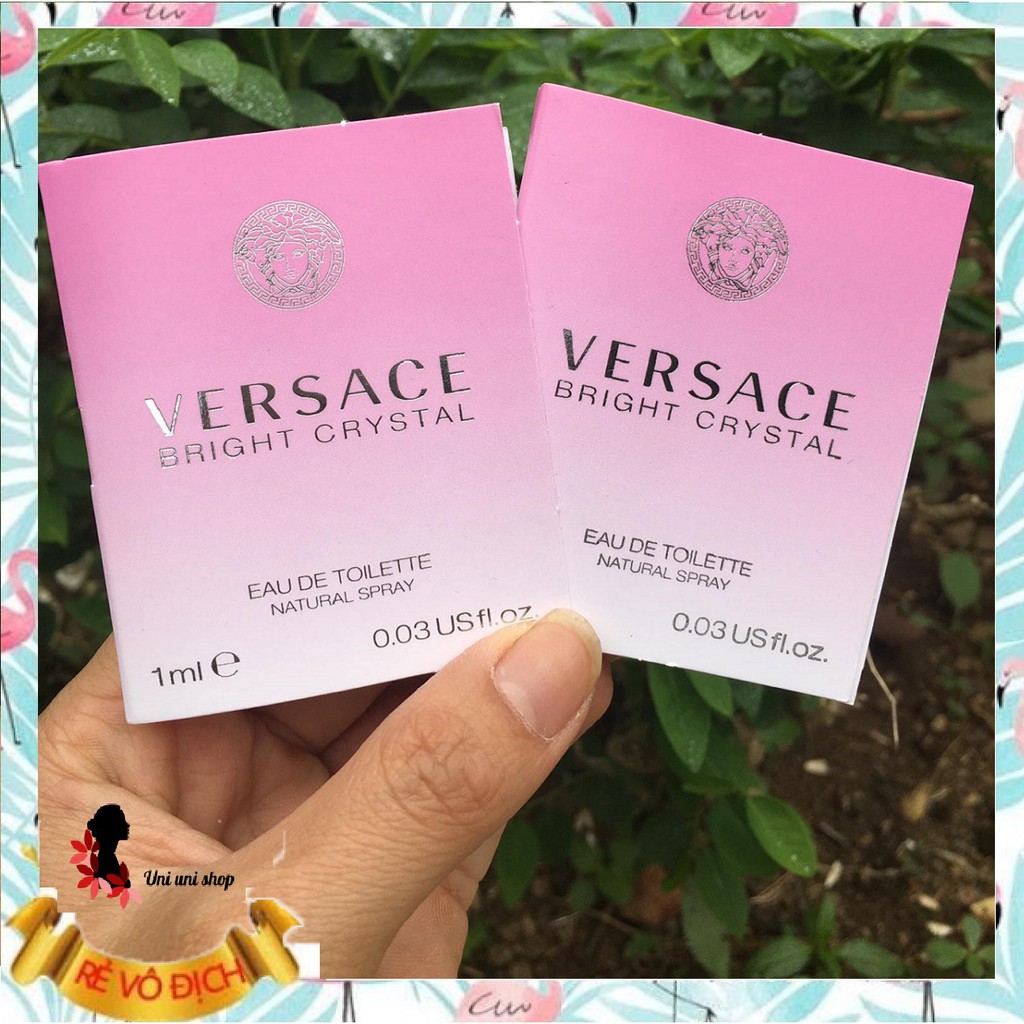 VERSACE
BRIGHT CRYSTAL
EAU DE TOILETTE
NATURAL SPRAY
1ml e
0.03 US fl.oz.
VERSACE
BRIGHT CRYSTAL
EAU DE TOILETTE
NATURAL SPRAY
0.03 US fl.oz.
Uni uni shop
RẺ VÔ ĐỊCH